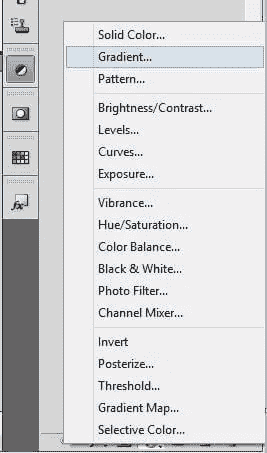 Solid Color...
Gradient...
Pattern...
Brightness/Contrast...
Levels...
Curves...
Exposure...
Vibrance...
Hue/Saturation...
Color Balance...
Black & White...
Photo Filter...
Channel Mixer...
Invert
Posterize...
Threshold...
Gradient Map...
Selective Color...
fx